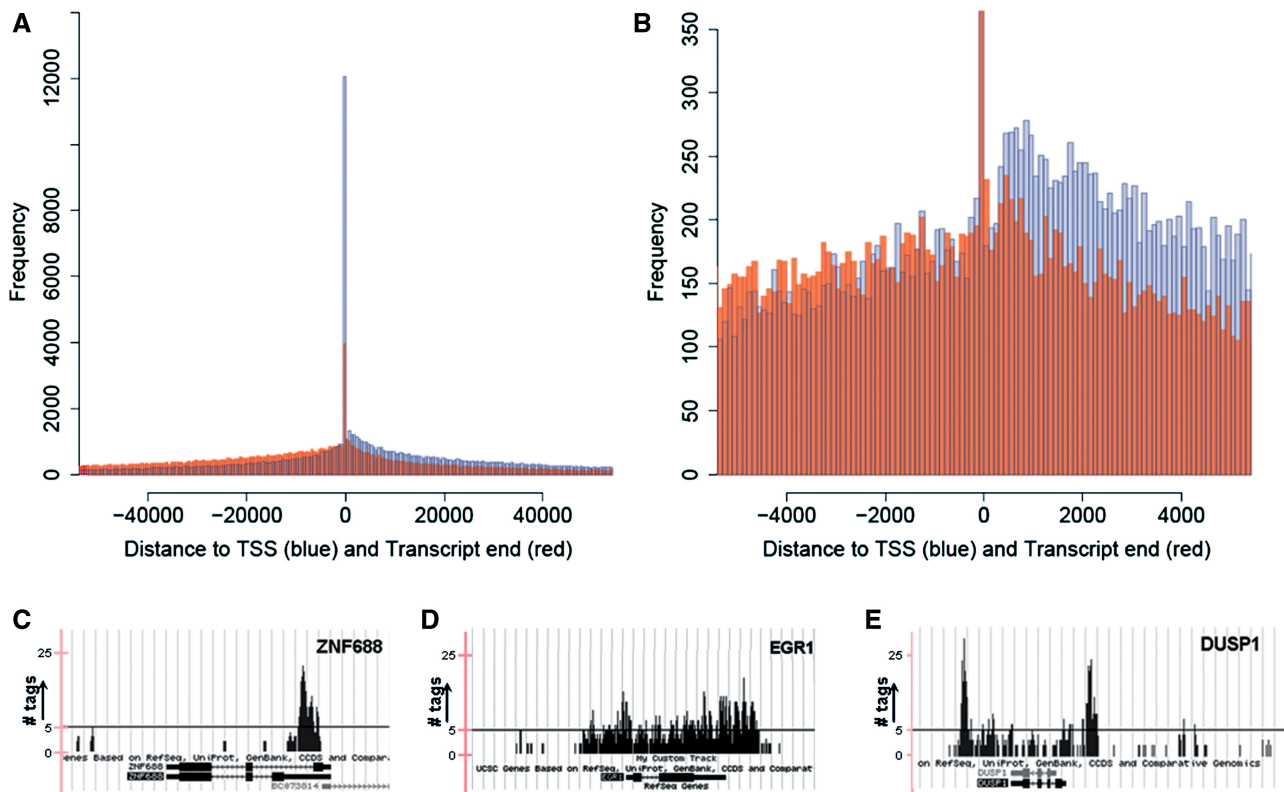 A
12000
10000
8000
6000
4000
2000
0
Frequency
−40000 −20000 0 20000 40000
Distance to TSS (blue) and Transcript end (red)
B
350
300
250
200
150
100
50
0
Frequency
−4000 −2000 0 2000 4000
Distance to TSS (blue) and Transcript end (red)
C
ZNF688
25
# tags
5
0
enes Based on RefSeq, UniProt, GenBank, CCDS and Compara
ZNF688
ZNF688
BC073814
D
EGR1
25
# tags
5
0
My Custom Track
UCSC Genes Based on RefSeq, UniProt, GenBank, CCDS and Comparat
EGR1
RefSeq Genes
E
DUSP1
25
# tags
5
0
on RefSeq, UniProt, GenBank, CCDS and Comparative Genomics
DUSP1
DUSP1